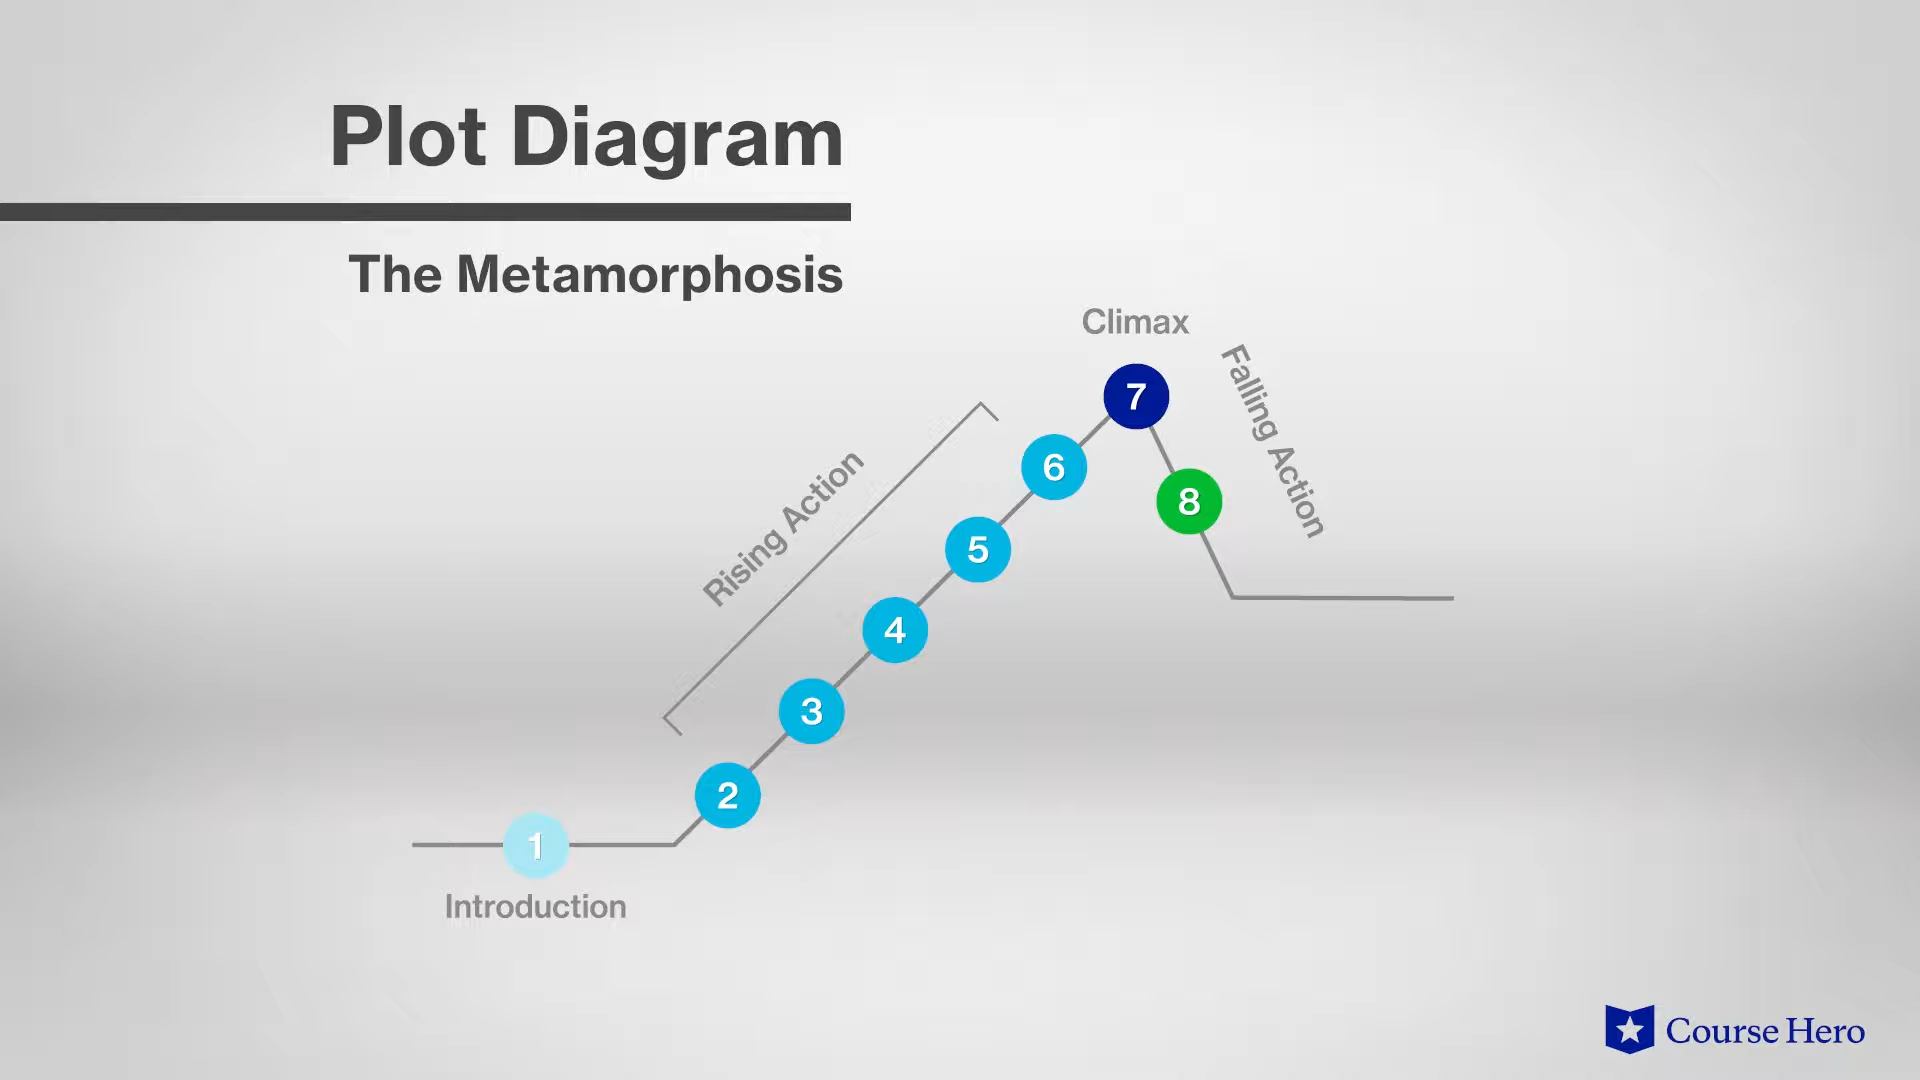 Plot Diagram
The Metamorphosis
Climax
Falling Action
Rising Action
7
6
8
5
4
3
2
1
Introduction
Course Hero